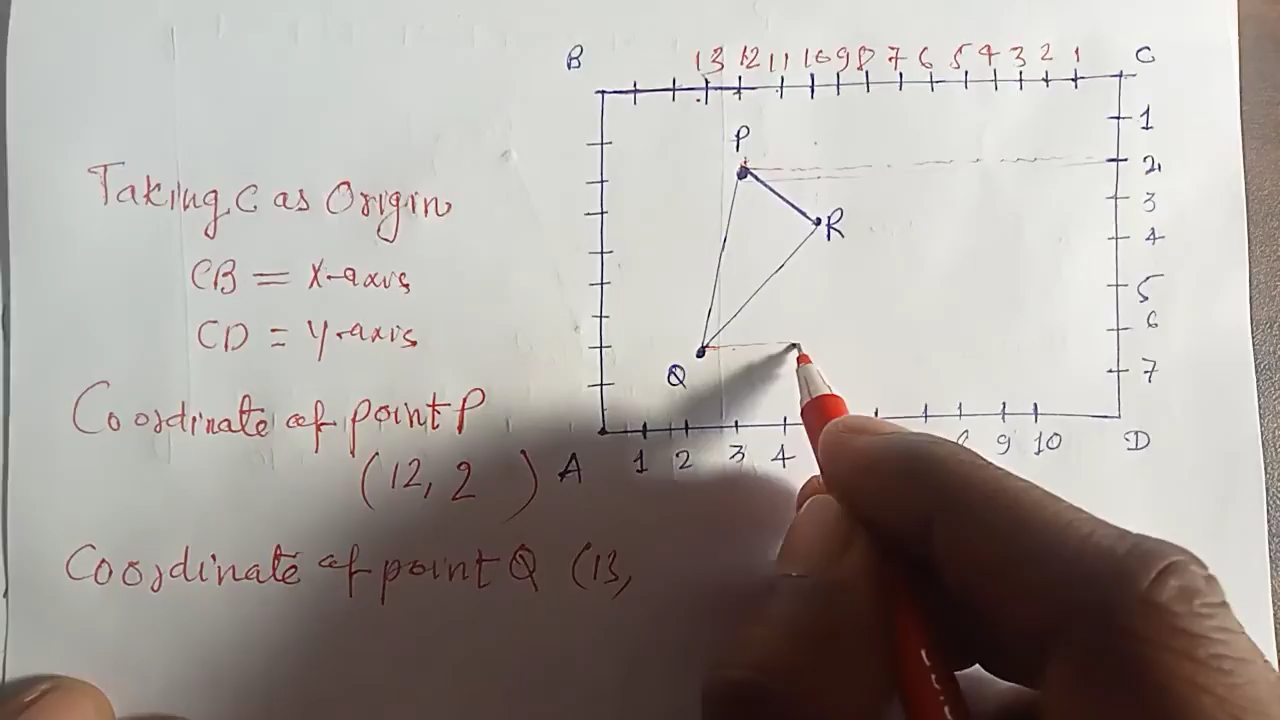 B 13 12 11 10 9 8 7 6 5 4 3 2 1 C
1
P
2
Taking C as Origin
3
R
4
CB = x-axis
5
CD = y-axis
6
Q
7
Coordinate of point P
A 1 2 3 4 9 10 D
(12, 2 )
Coordinate of point Q (13,